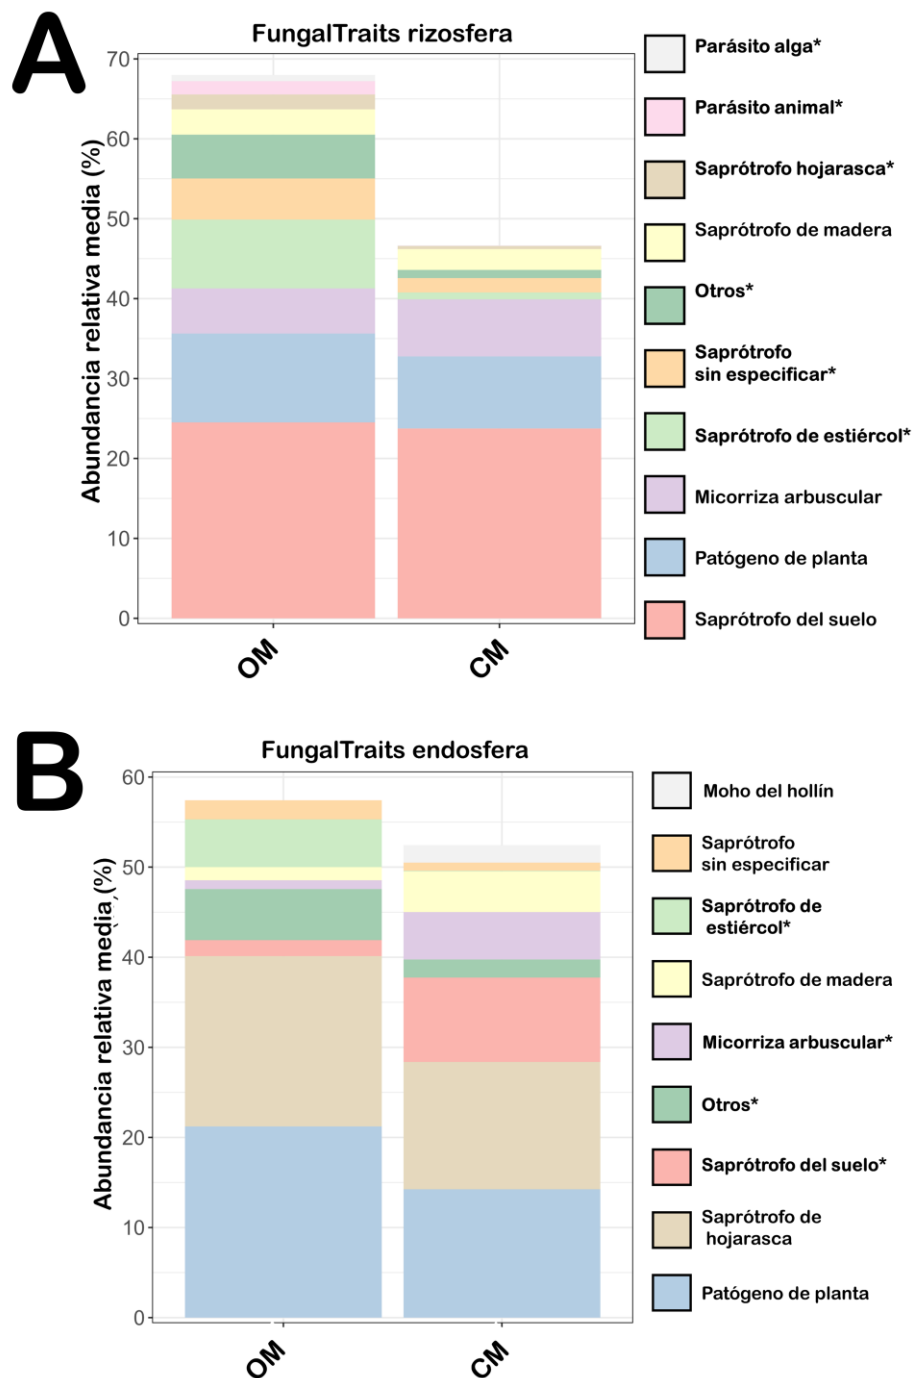 A
FungalTraits rizosfera
Abundancia relativa media (%)
70
60
50
40
30
20
10
0
OM
CM
Parásito alga*
Parásito animal*
Saprótrofo hojarasca*
Saprótrofo de madera
Otros*
Saprótrofo
sin especificar*
Saprótrofo de estiércol*
Micorriza arbuscular
Patógeno de planta
Saprótrofo del suelo
B
FungalTraits endosfera
Abundancia relativa media (%)
60
50
40
30
20
10
0
OM
CM
Moho del hollín
Saprótrofo
sin especificar
Saprótrofo de
estiércol*
Saprótrofo de madera
Micorriza arbuscular*
Otros*
Saprótrofo del suelo*
Saprótrofo de
hojarasca
Patógeno de planta